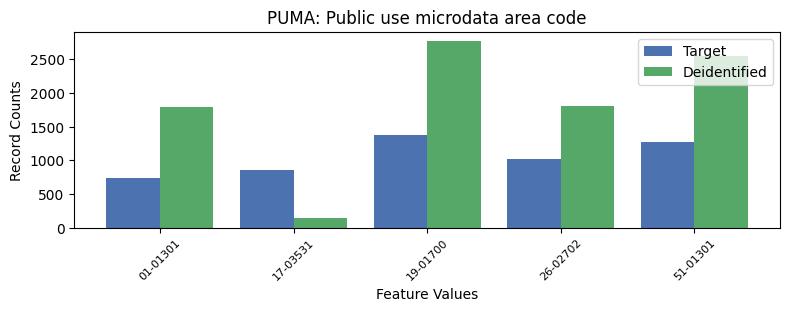 PUMA: Public use microdata area code
Target
Deidentified
Record Counts
2500
2000
1500
1000
500
0
01-01301
17-03531
19-01700
26-02702
51-01301
Feature Values